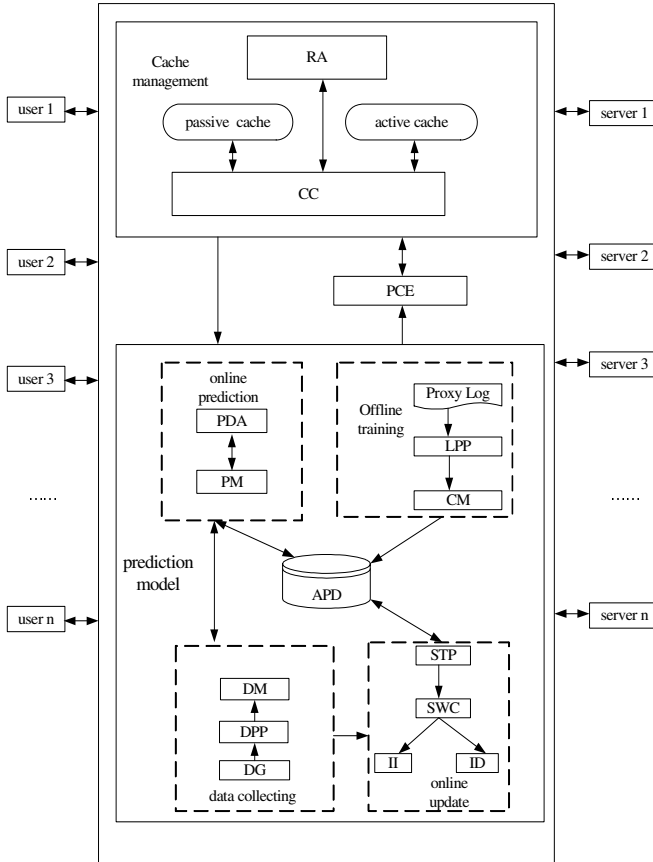 Cache
management
RA
passive cache
active cache
CC
user 1
server 1
user 2
server 2
PCE
user 3
server 3
online
prediction
PDA
PM
Offline
training
Proxy Log
LPP
CM
……
……
prediction
model
APD
user n
server n
DM
DPP
DG
data collecting
STP
SWC
II
ID
online
update